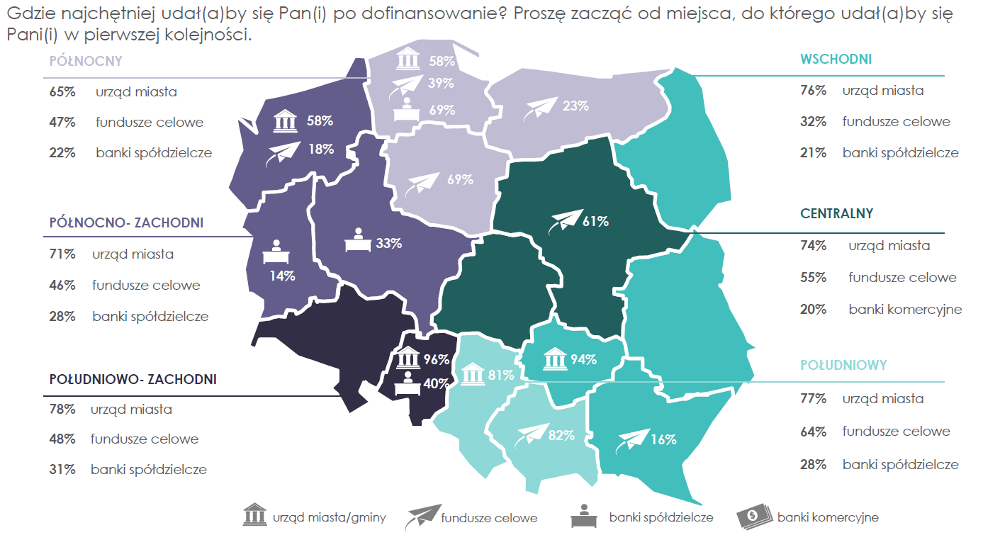 Gdzie najchętniej udał(a)by się Pan(i) po dofinansowanie? Proszę zacząć od miejsca, do którego udał(a)by się
Pani(i) w pierwszej kolejności.
PÓŁNOCNY
65% urząd miasta
47% fundusze celowe
22% banki spółdzielcze
PÓŁNOCNO- ZACHODNI
71% urząd miasta
46% fundusze celowe
28% banki spółdzielcze
POŁUDNIOWO- ZACHODNI
78% urząd miasta
48% fundusze celowe
31% banki spółdzielcze
58%
39%
69%
23%
58%
18%
69%
61%
33%
14%
96%
40%
81%
94%
82%
16%
WSCHODNI
76% urząd miasta
32% fundusze celowe
21% banki spółdzielcze
CENTRALNY
74% urząd miasta
55% fundusze celowe
20% banki komercyjne
POŁUDNIOWY
77% urząd miasta
64% fundusze celowe
28% banki spółdzielcze
urząd miasta/gminy fundusze celowe banki spółdzielcze banki komercyjne